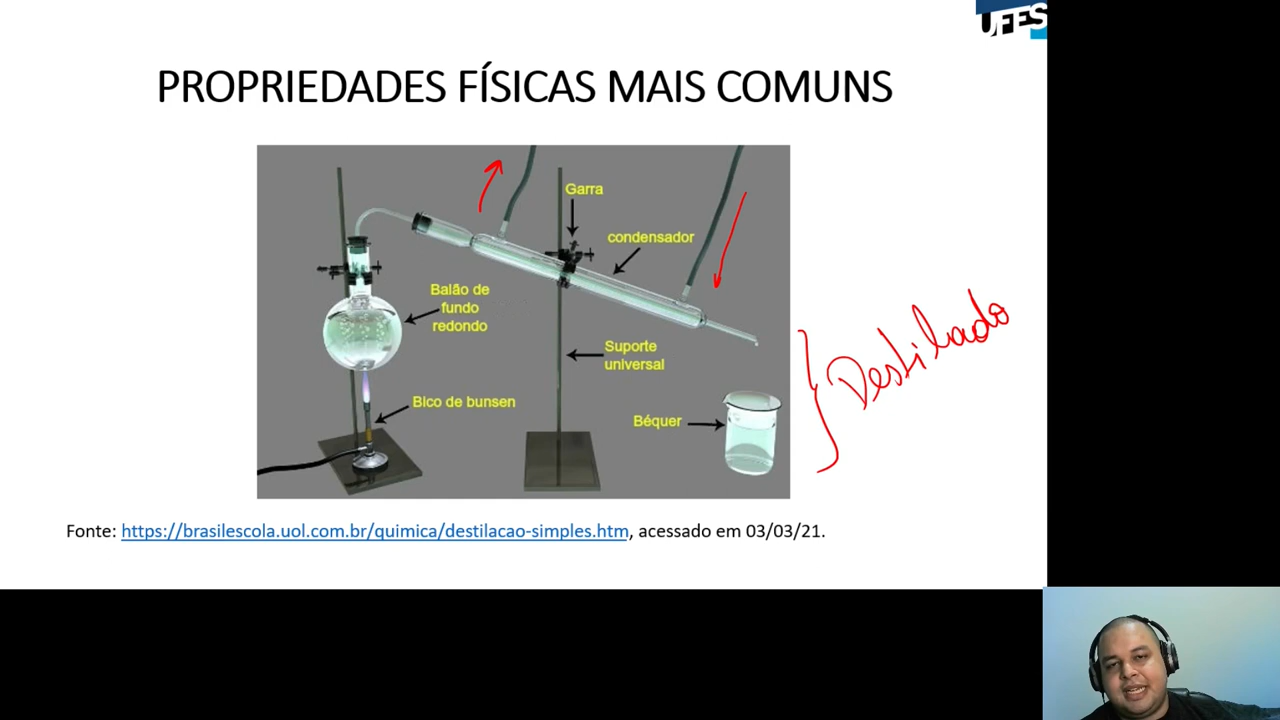 UFES
PROPRIEDADES FÍSICAS MAIS COMUNS
Garra
condensador
Balão de
fundo
redondo
Suporte
universal
Bico de bunsen
Béquer
Destilado
Fonte: https://brasilescola.uol.com.br/quimica/destilacao-simples.htm, acessado em 03/03/21.